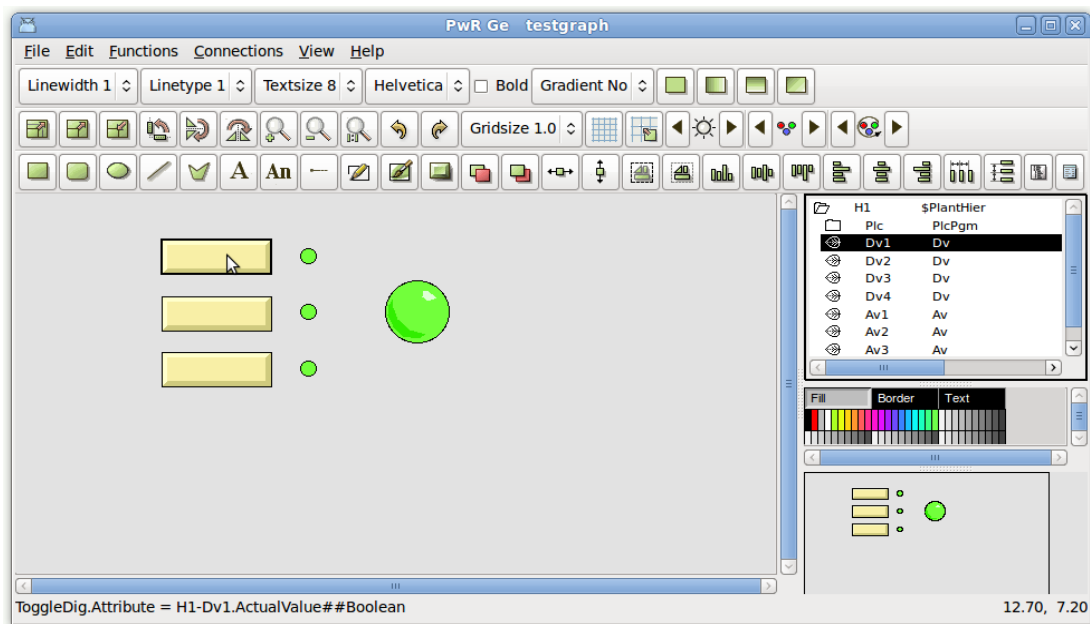 PwR Ge testgraph
File Edit Functions Connections View Help
Linewidth 1 Linetype 1 Textsize 8 Helvetica Bold Gradient No
Gridsize 1.0
A An
H1 $PlantHier
Plc PlcPgm
Dv1 Dv
Dv2 Dv
Dv3 Dv
Dv4 Dv
Av1 Av
Av2 Av
Av3 Av
Fill Border Text
ToggleDig.Attribute = H1-Dv1.ActualValue##Boolean 12.70, 7.20